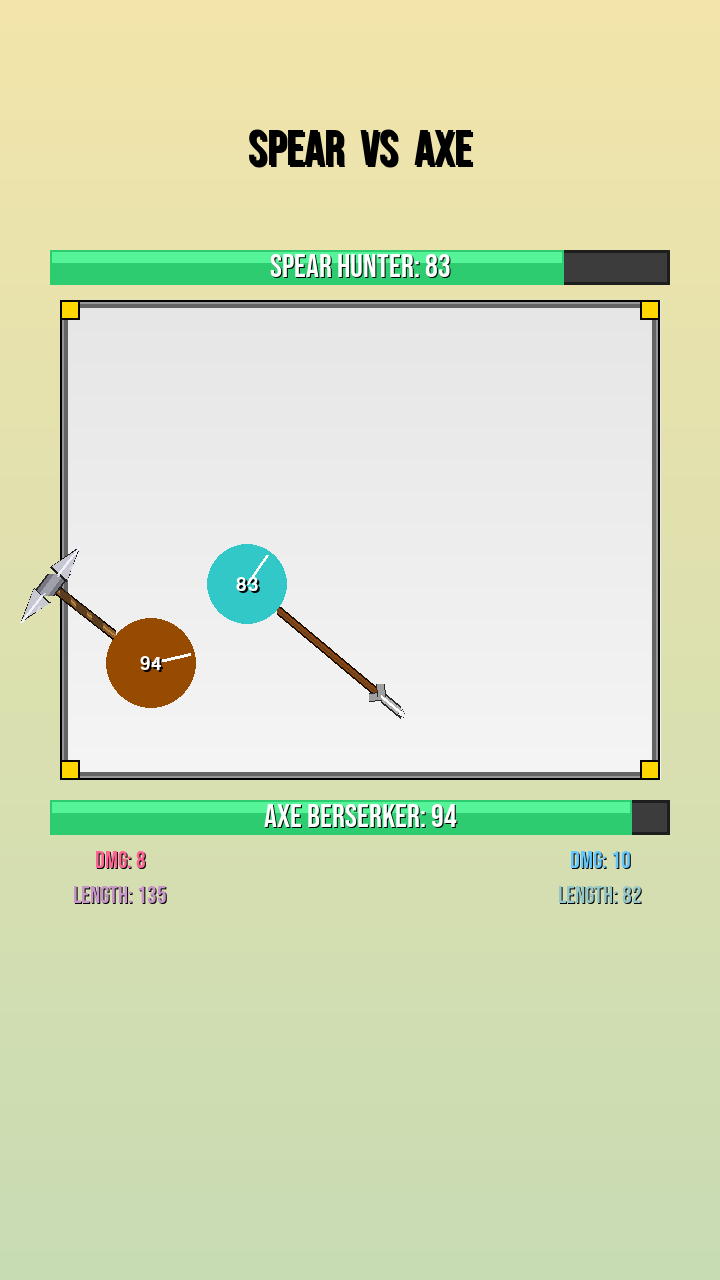 SPEAR VS AXE
SPEAR HUNTER: 83
83
94
AXE BERSERKER: 94
DMG: 8
DMG: 10
LENGTH: 135
LENGTH: 82